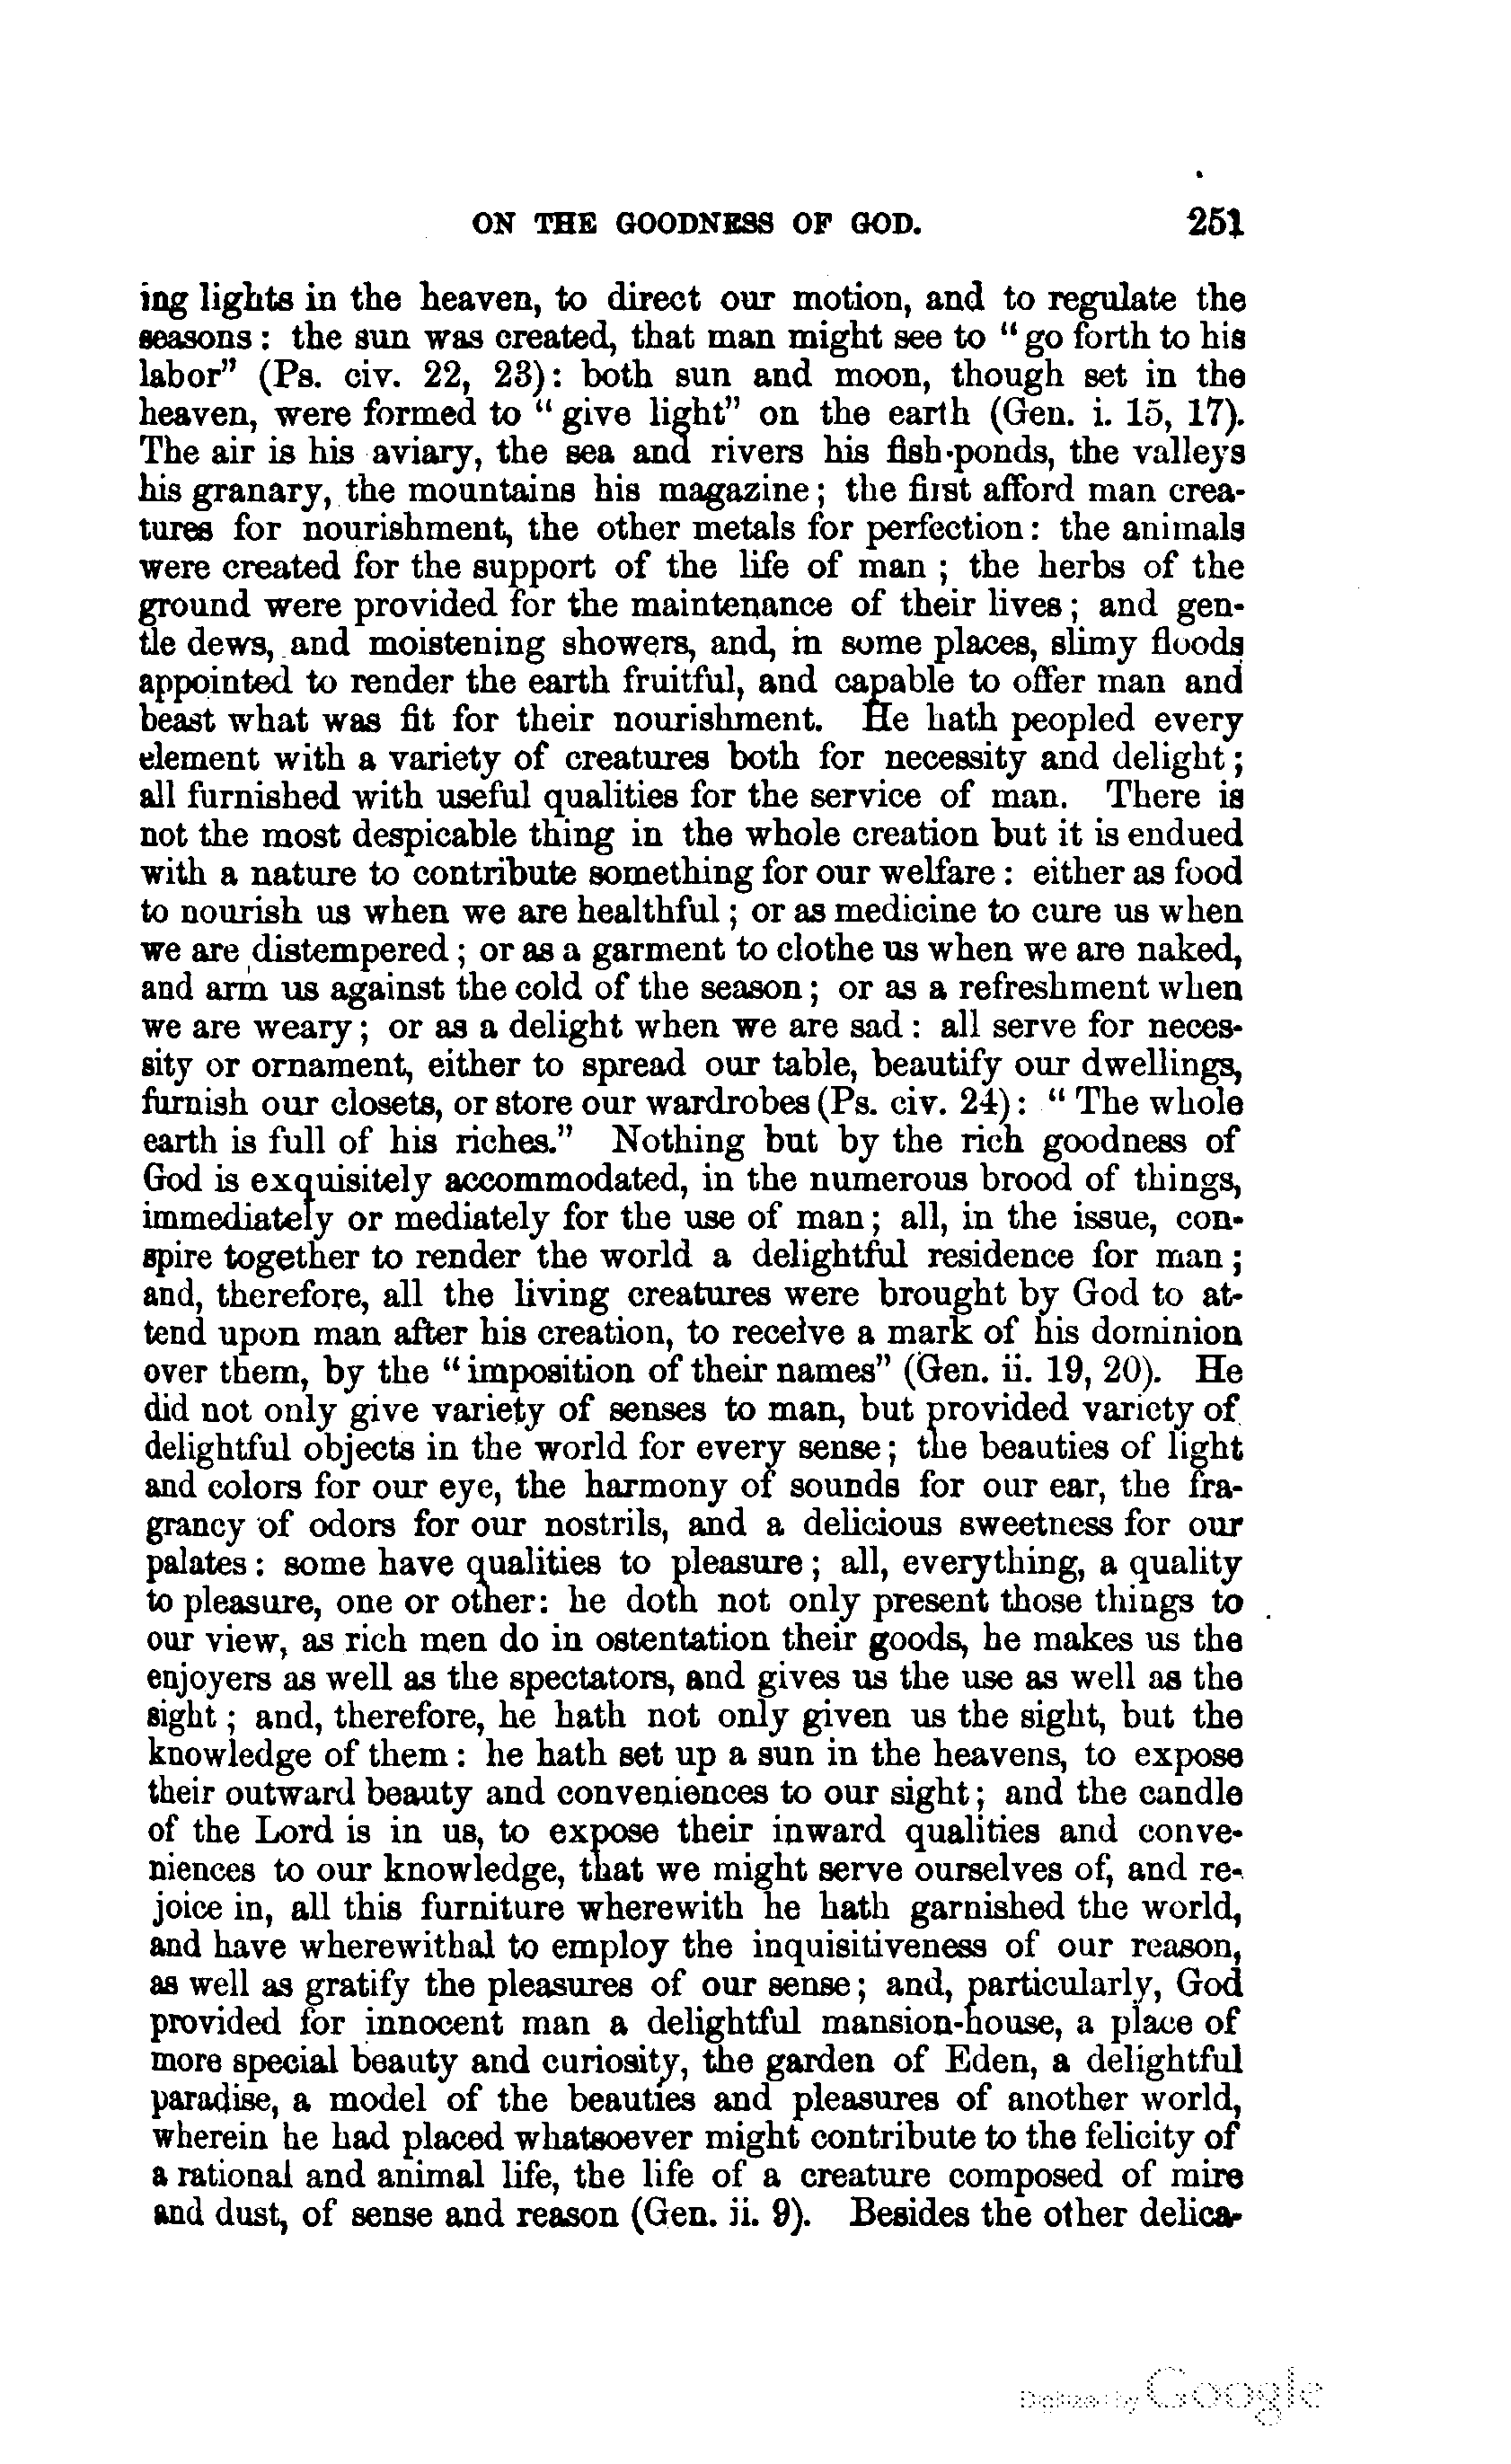 ON THE GOODNESS OF GOD. 251
ing lights in the heaven, to direct our motion, and to regulate the
seasons: the sun was created, that man might see to "go forth to his
labor" (Ps. civ. 22, 23): both sun and moon, though set in the
heaven, were formed to "give light" on the earth (Gen. i. 15, 17).
The air is his aviary, the sea and rivers his fish-ponds, the valleys
his granary, the mountains his magazine; the first afford man crea-
tures for nourishment, the other metals for perfection: the animals
were created for the support of the life of man; the herbs of the
ground were provided for the maintenance of their lives; and gen-
tle dews, and moistening showers, and, in some places, slimy floods
appointed to render the earth fruitful, and capable to offer man and
beast what was fit for their nourishment. He hath peopled every
element with a variety of creatures both for necessity and delight;
all furnished with useful qualities for the service of man. There is
not the most despicable thing in the whole creation but it is endued
with a nature to contribute something for our welfare: either as food
to nourish us when we are healthful; or as medicine to cure us when
we are distempered; or as a garment to clothe us when we are naked,
and arm us against the cold of the season; or as a refreshment when
we are weary; or as a delight when we are sad: all serve for neces-
sity or ornament, either to spread our table, beautify our dwellings,
furnish our closets, or store our wardrobes (Ps. civ. 24): "The whole
earth is full of his riches." Nothing but by the rich goodness of
God is exquisitely accommodated, in the numerous brood of things,
immediately or mediately for the use of man; all, in the issue, con-
spire together to render the world a delightful residence for man;
and, therefore, all the living creatures were brought by God to at-
tend upon man after his creation, to receive a mark of his dominion
over them, by the "imposition of their names" (Gen. ii. 19, 20). He
did not only give variety of senses to man, but provided variety of
delightful objects in the world for every sense; the beauties of light
and colors for our eye, the harmony of sounds for our ear, the fra-
grancy of odors for our nostrils, and a delicious sweetness for our
palates: some have qualities to pleasure; all, everything, a quality
to pleasure, one or other: he doth not only present those things to
our view, as rich men do in ostentation their goods, he makes us the
enjoyers as well as the spectators, and gives us the use as well as the
sight; and, therefore, he hath not only given us the sight, but the
knowledge of them: he hath set up a sun in the heavens, to expose
their outward beauty and conveniences to our sight; and the candle
of the Lord is in us, to expose their inward qualities and conve-
niences to our knowledge, that we might serve ourselves of, and re-
joice in, all this furniture wherewith he hath garnished the world,
and have wherewithal to employ the inquisitiveness of our reason,
as well as gratify the pleasures of our sense; and, particularly, God
provided for innocent man a delightful mansion-house, a place of
more special beauty and curiosity, the garden of Eden, a delightful
paradise, a model of the beauties and pleasures of another world,
wherein he had placed whatsoever might contribute to the felicity of
a rational and animal life, the life of a creature composed of mire
and dust, of sense and reason (Gen. ii. 9). Besides the other delica-
Digitized by Google